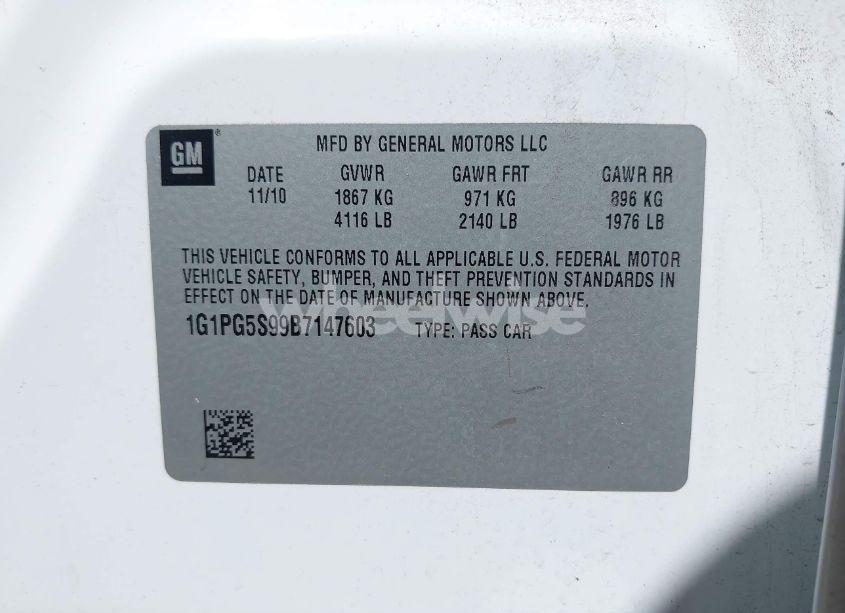 GM
MFD BY GENERAL MOTORS LLC
DATE GVWR GAWR FRT GAWR RR
11/10 1867 KG 971 KG 896 KG
4116 LB 2140 LB 1976 LB
THIS VEHICLE CONFORMS TO ALL APPLICABLE U.S. FEDERAL MOTOR
VEHICLE SAFETY, BUMPER, AND THEFT PREVENTION STANDARDS IN
EFFECT ON THE DATE OF MANUFACTURE SHOWN ABOVE.
wheelwise
1G1PG5S99B7147603 TYPE: PASS CAR